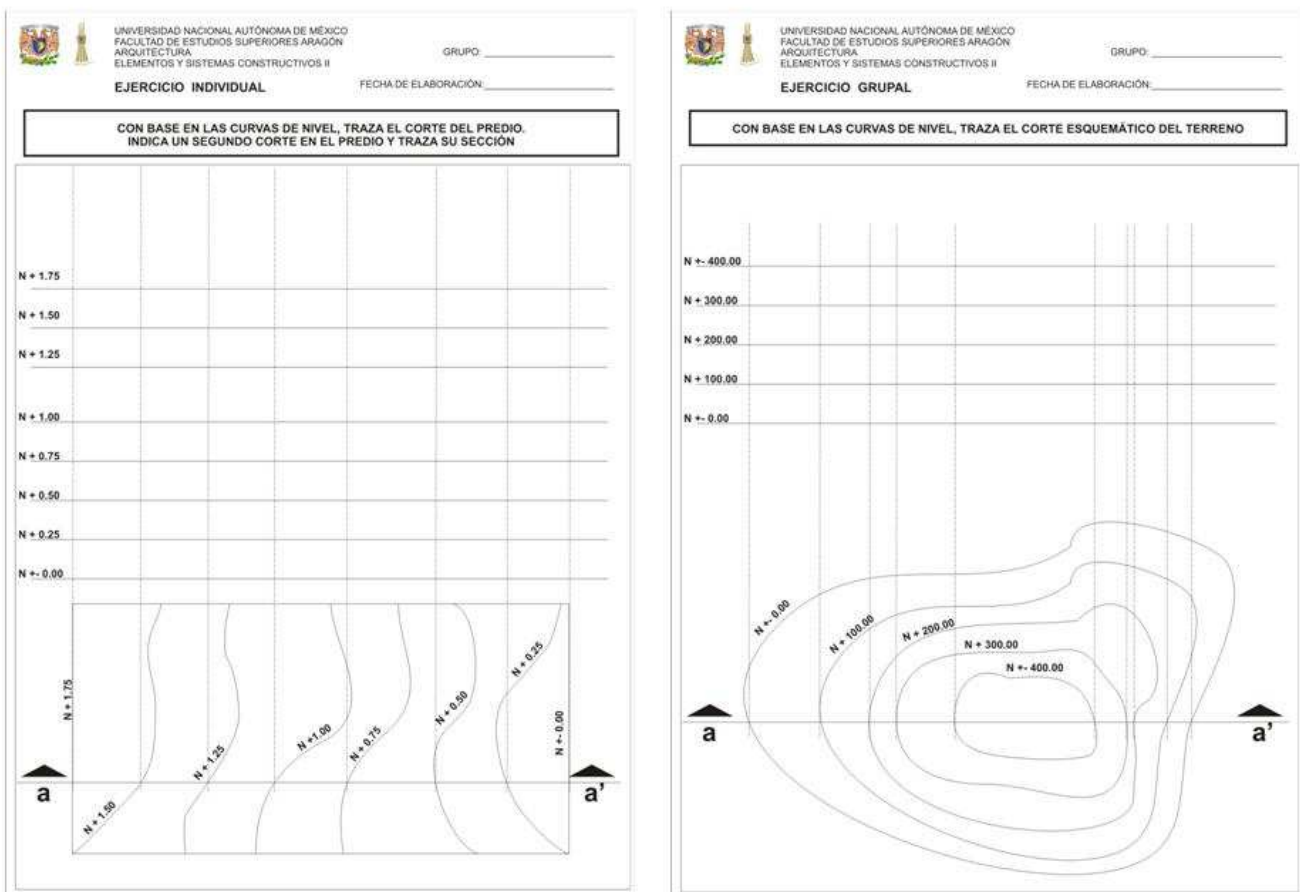 UNIVERSIDAD NACIONAL AUTÓNOMA DE MÉXICO
FACULTAD DE ESTUDIOS SUPERIORES ARAGÓN
ARQUITECTURA
ELEMENTOS Y SISTEMAS CONSTRUCTIVOS II
GRUPO:
EJERCICIO INDIVIDUAL
FECHA DE ELABORACIÓN:
CON BASE EN LAS CURVAS DE NIVEL, TRAZA EL CORTE DEL PREDIO.
INDICA UN SEGUNDO CORTE EN EL PREDIO Y TRAZA SU SECCIÓN
N + 1.75
N + 1.50
N + 1.25
N + 1.00
N + 0.75
N + 0.50
N + 0.25
N +- 0.00
N + 1.75
N + 1.50
N + 1.25
N +1.00
N + 0.75
N + 0.50
N + 0.25
N +- 0.00
a
a'
UNIVERSIDAD NACIONAL AUTÓNOMA DE MÉXICO
FACULTAD DE ESTUDIOS SUPERIORES ARAGÓN
ARQUITECTURA
ELEMENTOS Y SISTEMAS CONSTRUCTIVOS II
GRUPO:
EJERCICIO GRUPAL
FECHA DE ELABORACIÓN:
CON BASE EN LAS CURVAS DE NIVEL, TRAZA EL CORTE ESQUEMÁTICO DEL TERRENO
N +- 400.00
N + 300.00
N + 200.00
N + 100.00
N +- 0.00
N +- 0.00
N + 100.00
N + 200.00
N + 300.00
N +- 400.00
a
a'